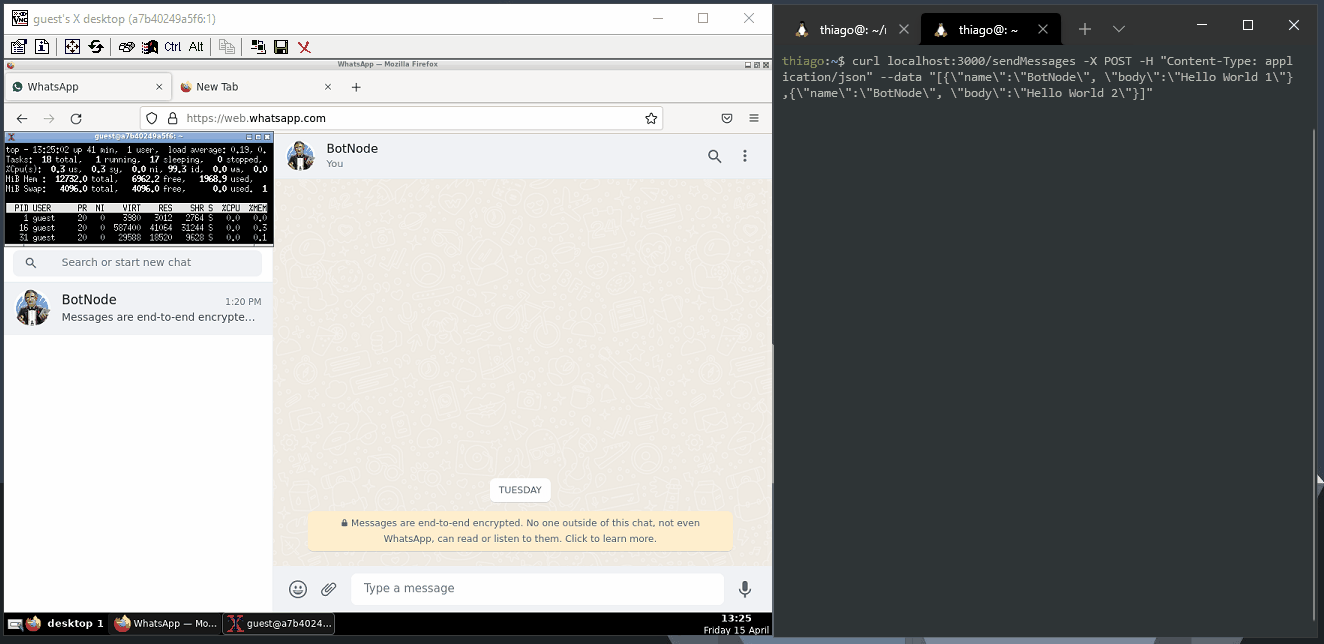 guest's X desktop (a7b40249a5f6:1)
Ctrl Alt
WhatsApp — Mozilla Firefox
WhatsApp
New Tab
https://web.whatsapp.com
guest@a7b40249a5f6: ~
top - 13:25:02 up 41 min, 1 user, load average: 0.19, 0.
Tasks: 18 total, 1 running, 17 sleeping, 0 stopped,
%Cpu(s): 0.3 us, 0.3 sy, 0.0 ni, 99.3 id, 0.0 wa, 0.0
MiB Mem : 12732.0 total, 6962.2 free, 1968.9 used,
MiB Swap: 4096.0 total, 4096.0 free, 0.0 used. 1
PID USER PR NI VIRT RES SHR S %CPU %MEM
1 guest 20 0 3980 3012 2764 S 0.0 0.0
16 guest 20 0 587400 41064 31244 S 0.0 0.3
31 guest 20 0 29588 18520 9628 S 0.0 0.1
Search or start new chat
BotNode
1:20 PM
Messages are end-to-end encrypte...
BotNode
You
TUESDAY
Messages are end-to-end encrypted. No one outside of this chat, not even
WhatsApp, can read or listen to them. Click to learn more.
Type a message
desktop 1
WhatsApp — Mo...
guest@a7b4024...
13:25
Friday 15 April
thiago@: ~/
thiago@: ~
thiago:~$ curl localhost:3000/sendMessages -X POST -H "Content-Type: appl
ication/json" --data "[{\"name\":\"BotNode\", \"body\":\"Hello World 1\"}
,{\"name\":\"BotNode\", \"body\":\"Hello World 2\"}]"